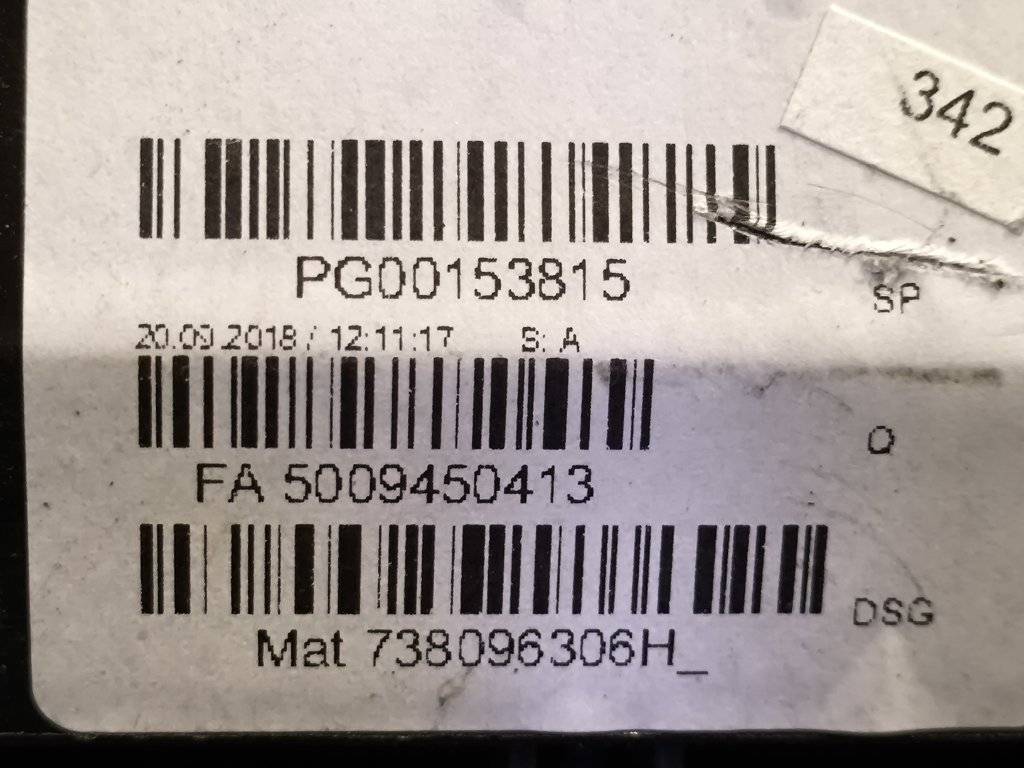 342
PG00153815
SP
20.09.2018 / 12:11:17 S: A
Q
FA 5009450413
DSG
Mat 738096306H_